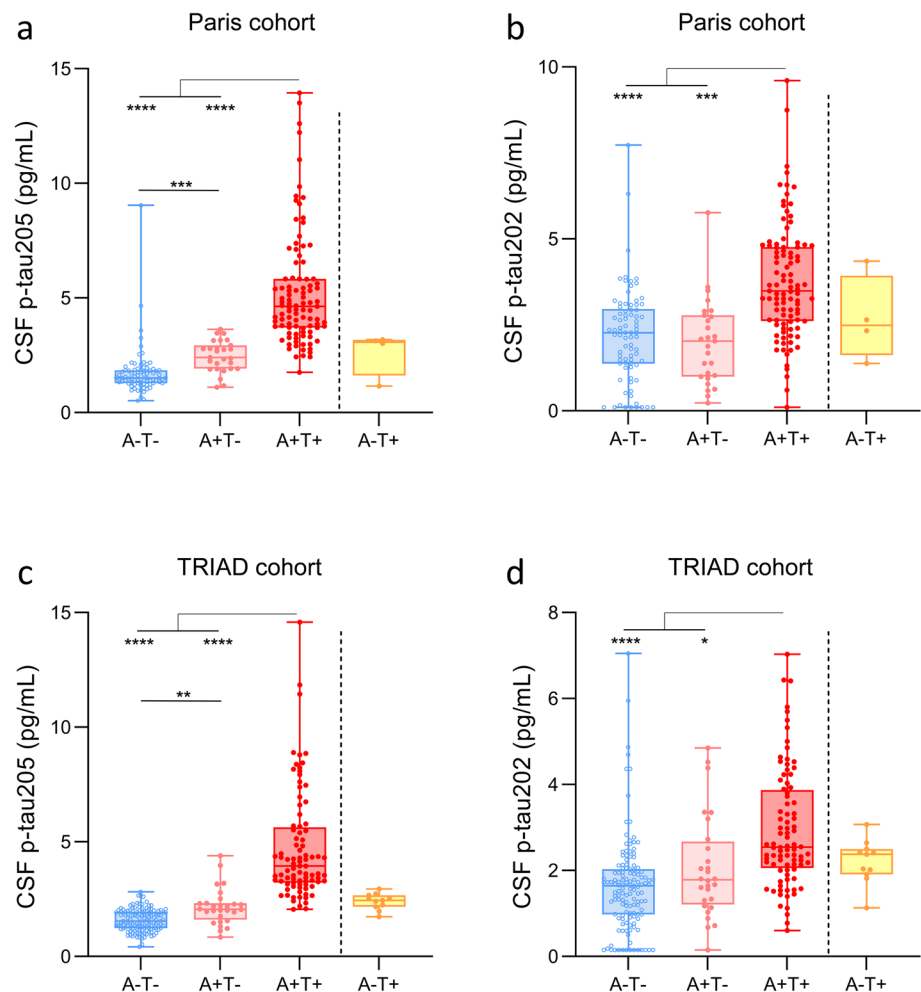 a
Paris cohort
CSF p-tau205 (pg/mL)
15
10
5
0
**** ****
***
A-T- A+T- A+T+ A-T+
b
Paris cohort
CSF p-tau202 (pg/mL)
10
5
0
**** ***
A-T- A+T- A+T+ A-T+
c
TRIAD cohort
CSF p-tau205 (pg/mL)
15
10
5
0
**** ****
**
A-T- A+T- A+T+ A-T+
d
TRIAD cohort
CSF p-tau202 (pg/mL)
8
6
4
2
0
**** *
A-T- A+T- A+T+ A-T+